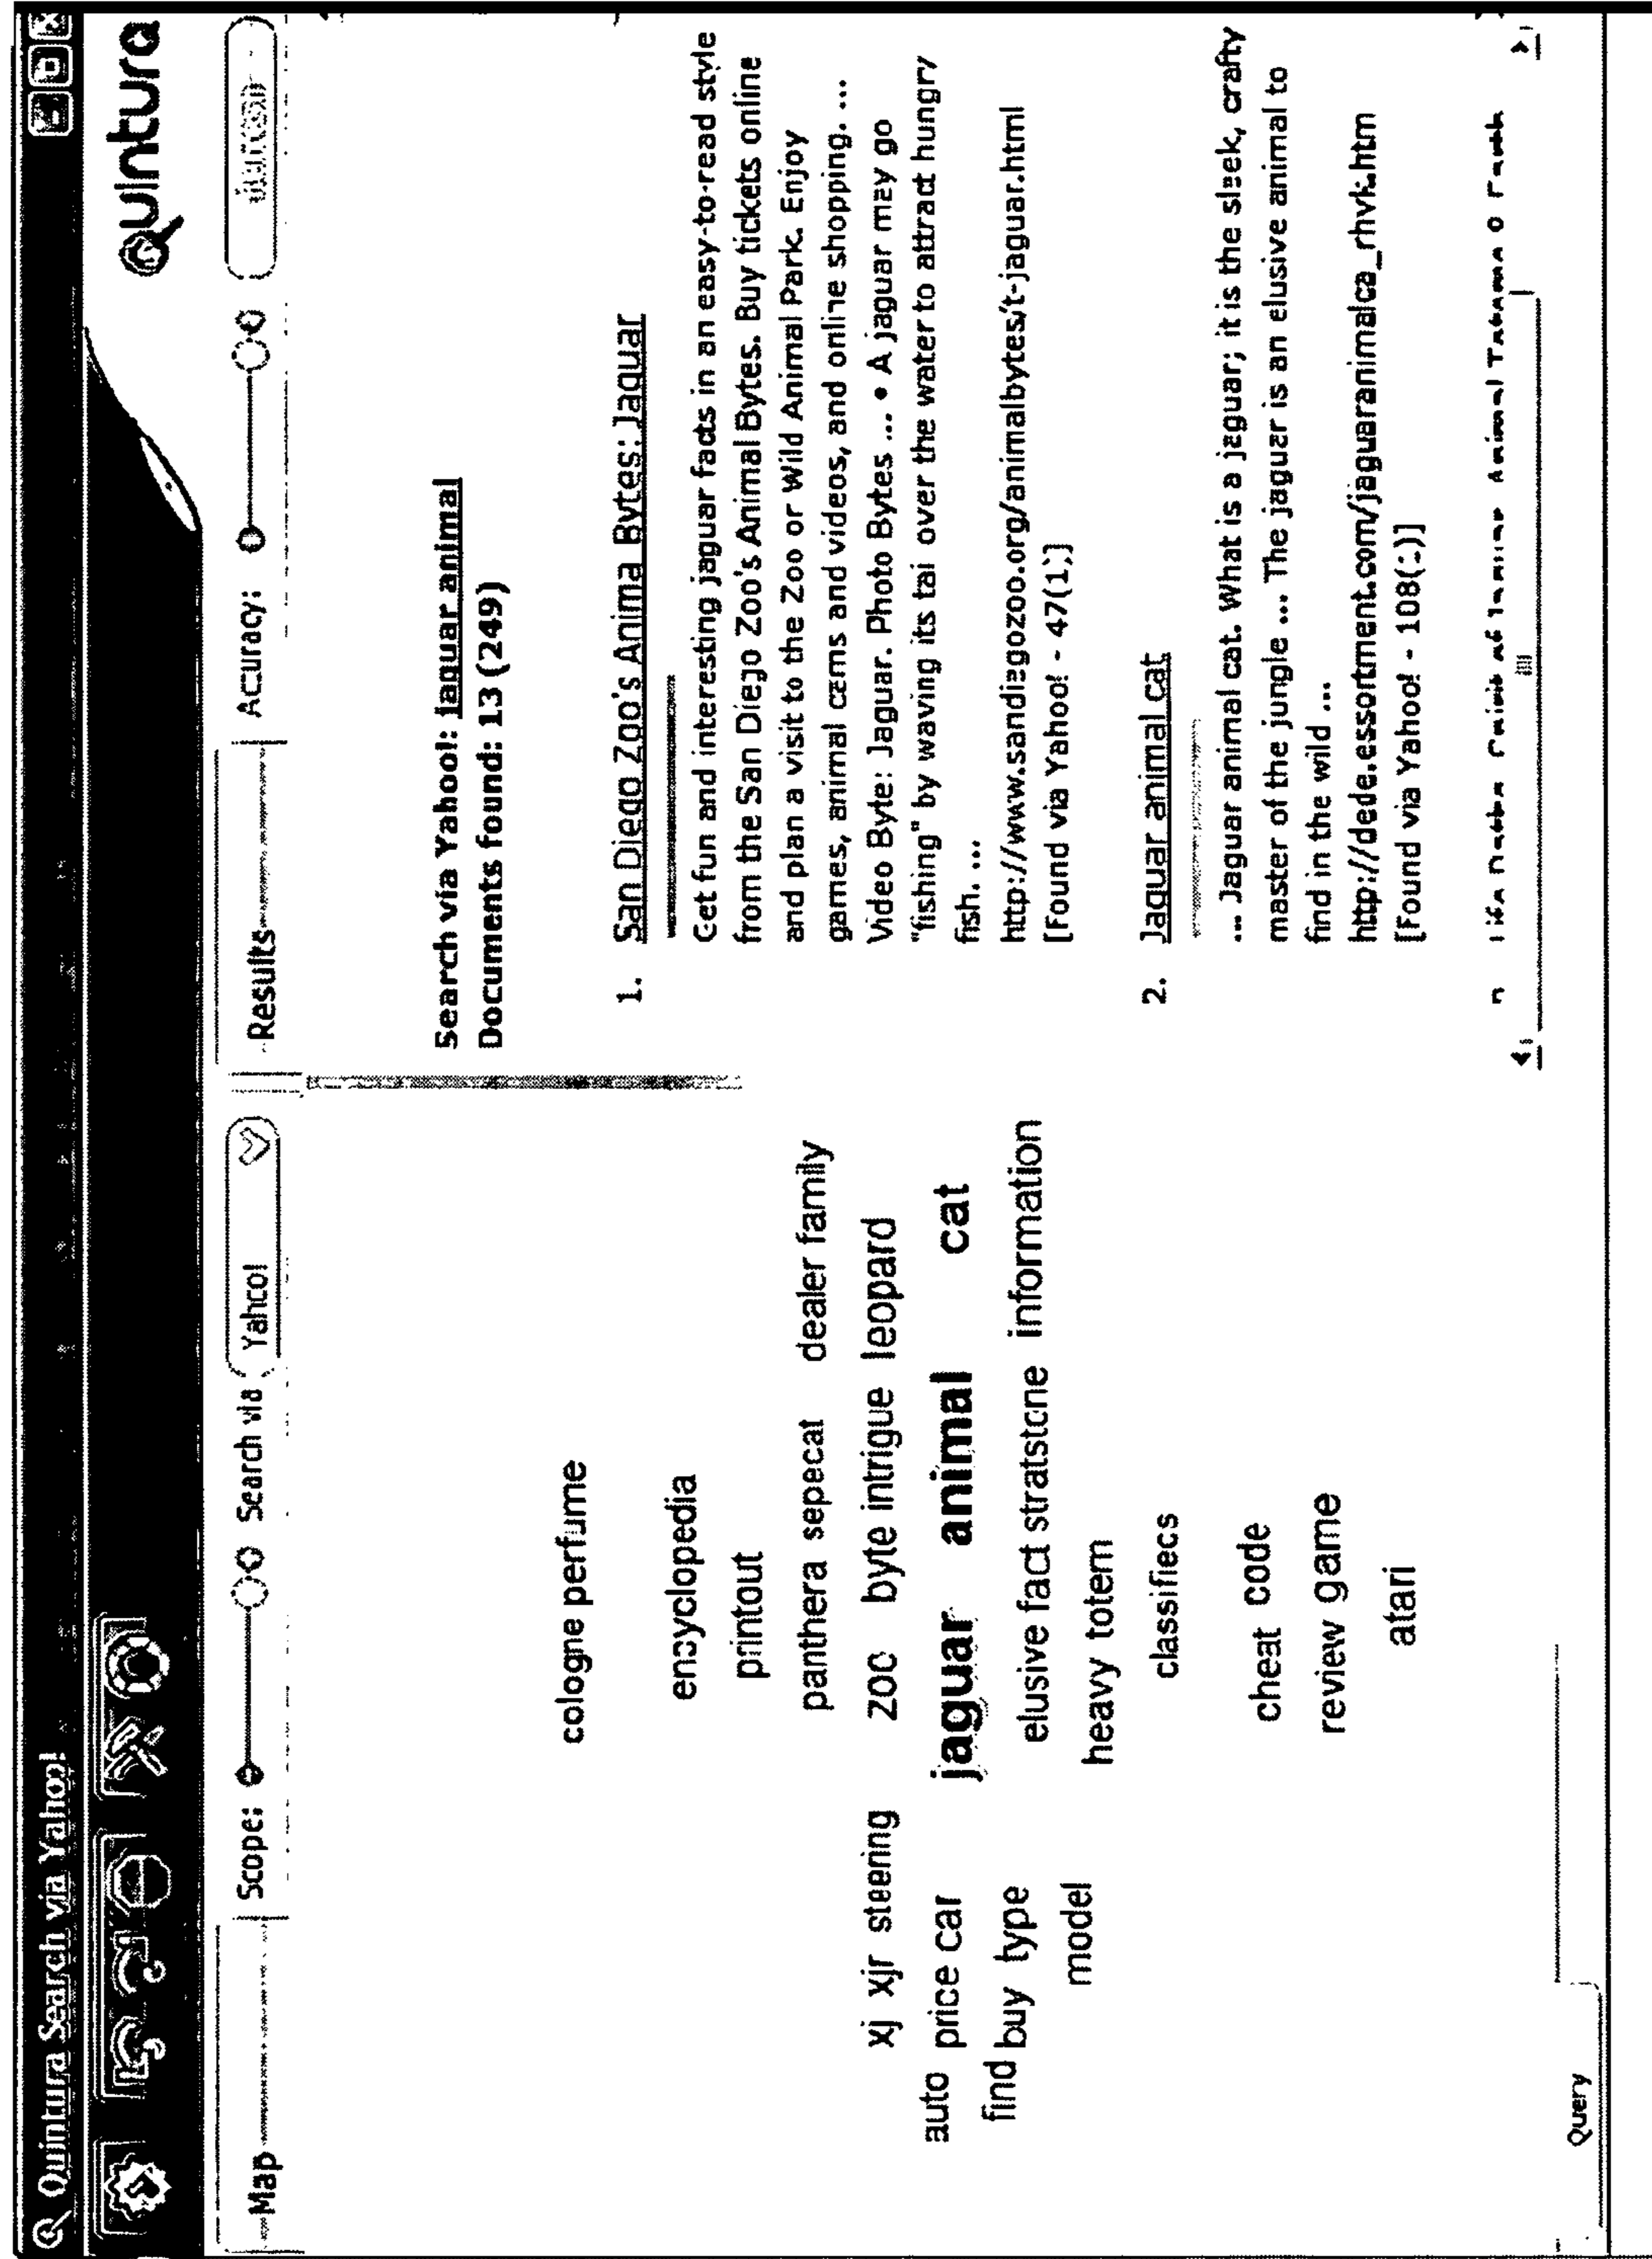 Quintura Search via Yahoo!
Quintura
Map
Scope:
Search via
Yahoo!
Results
Accuracy:
cologne perfume
encyclopedia
printout
panthera sepecat dealer family
xj xjr steering zoo byte intrigue leopard
auto price car jaguar animal cat
find buy type elusive fact stratstone information
model heavy totem
classifieds
cheat code
review game
atari
Query
Search via Yahoo!: jaguar animal
Documents found: 13 (249)
1. San Diego Zoo's Anima Bytes: Jaguar
Get fun and interesting jaguar facts in an easy-to-read style
from the San Diego Zoo's Animal Bytes. Buy tickets online
and plan a visit to the Zoo or Wild Animal Park. Enjoy
games, animal cams and videos, and online shopping. ...
Video Byte: Jaguar. Photo Bytes ... • A jaguar may go
"fishing" by waving its tai over the water to attract hungry
fish. ...
http://www.sandiegozoo.org/animalbytes/t-jaguar.html
[Found via Yahoo! - 47(1)]
2. Jaguar animal cat
... Jaguar animal cat. What is a jaguar; it is the sleek, crafty
master of the jungle ... The jaguar is an elusive animal to
find in the wild ...
http://dede.essortment.com/jaguaranimalca_rhvk.htm
[Found via Yahoo! - 108()]